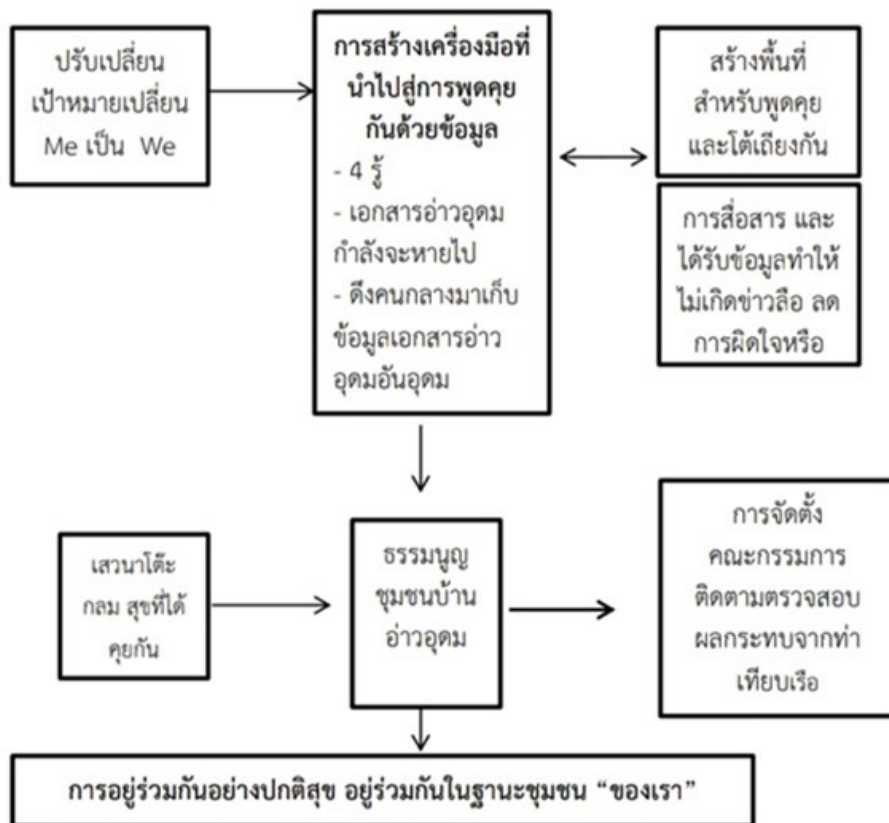 ปรับเปลี่ยน
เป้าหมายเปลี่ยน
Me เป็น We
การสร้างเครื่องมือที่
นำไปสู่การพูดคุย
กันด้วยข้อมูล
- 4 รู้
- เอกสารอ่าวอุดม
กำลังจะหายไป
- ดึงคนกลางมาเก็บ
ข้อมูลเอกสารอ่าว
อุดมอันอุดม
สร้างพื้นที่
สำหรับพูดคุย
และโต้เถียงกัน
การสื่อสาร และ
ได้รับข้อมูลทำให้
ไม่เกิดข่าวลือ ลด
การผิดใจหรือ
เสวนาโต๊ะ
กลม สุขที่ได้
คุยกัน
ธรรมนูญ
ชุมชนบ้าน
อ่าวอุดม
การจัดตั้ง
คณะกรรมการ
ติดตามตรวจสอบ
ผลกระทบจากท่า
เทียบเรือ
การอยู่ร่วมกันอย่างปกติสุข อยู่ร่วมกันในฐานะชุมชน “ของเรา”